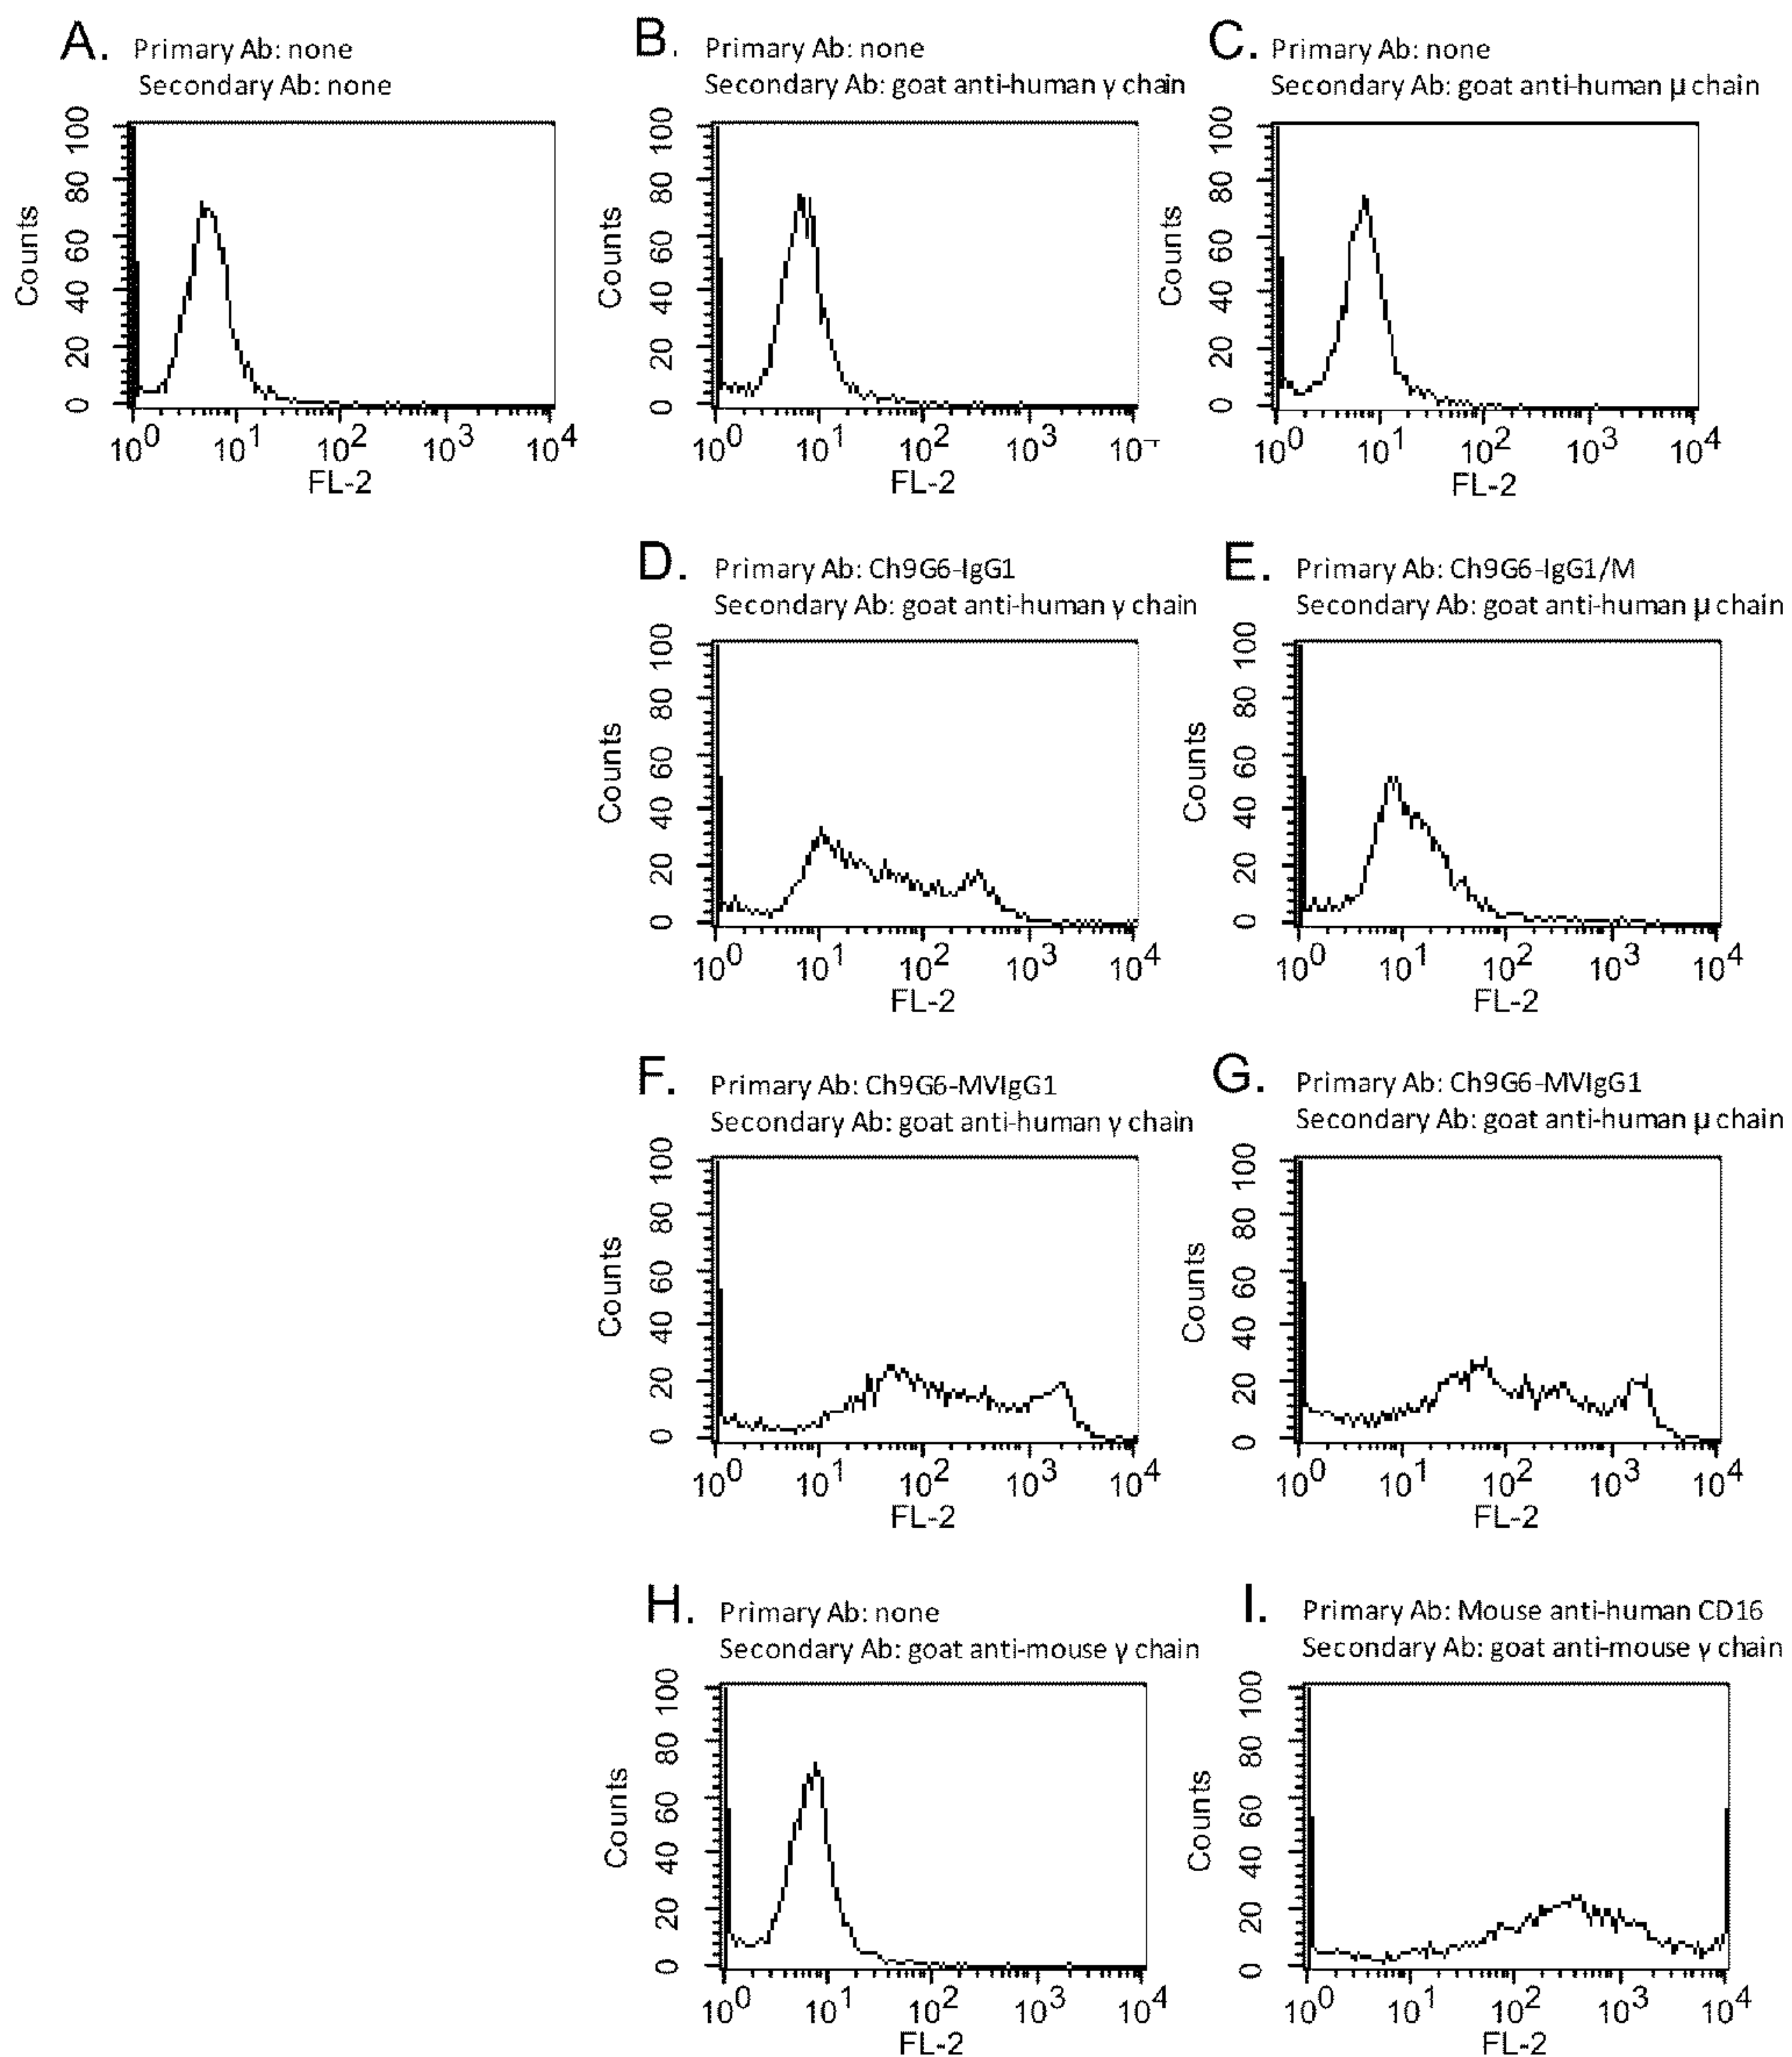 A. Primary Ab: none
Secondary Ab: none
100
80
60
40
20
0
Counts
10^0 10^1 10^2 10^3 10^4
FL-2
B. Primary Ab: none
Secondary Ab: goat anti-human γ chain
100
80
60
40
20
0
Counts
10^0 10^1 10^2 10^3
FL-2
C. Primary Ab: none
Secondary Ab: goat anti-human μ chain
100
80
60
40
20
0
Counts
10^0 10^1 10^2 10^3 10^4
FL-2
D. Primary Ab: Ch9G6-IgG1
Secondary Ab: goat anti-human γ chain
100
80
60
40
20
0
Counts
10^0 10^1 10^2 10^3 10^4
FL-2
E. Primary Ab: Ch9G6-IgG1/M
Secondary Ab: goat anti-human μ chain
100
80
60
40
20
0
Counts
10^0 10^1 10^2 10^3 10^4
FL-2
F. Primary Ab: Ch9G6-MVIgG1
Secondary Ab: goat anti-human γ chain
100
80
60
40
20
0
Counts
10^0 10^1 10^2 10^3 10^4
FL-2
G. Primary Ab: Ch9G6-MVIgG1
Secondary Ab: goat anti-human μ chain
100
80
60
40
20
0
Counts
10^0 10^1 10^2 10^3 10^4
FL-2
H. Primary Ab: none
Secondary Ab: goat anti-mouse γ chain
100
80
60
40
20
0
Counts
10^0 10^1 10^2 10^3 10^4
FL-2
I. Primary Ab: Mouse anti-human CD16
Secondary Ab: goat anti-mouse γ chain
100
80
60
40
20
0
Counts
10^0 10^1 10^2 10^3 10^4
FL-2